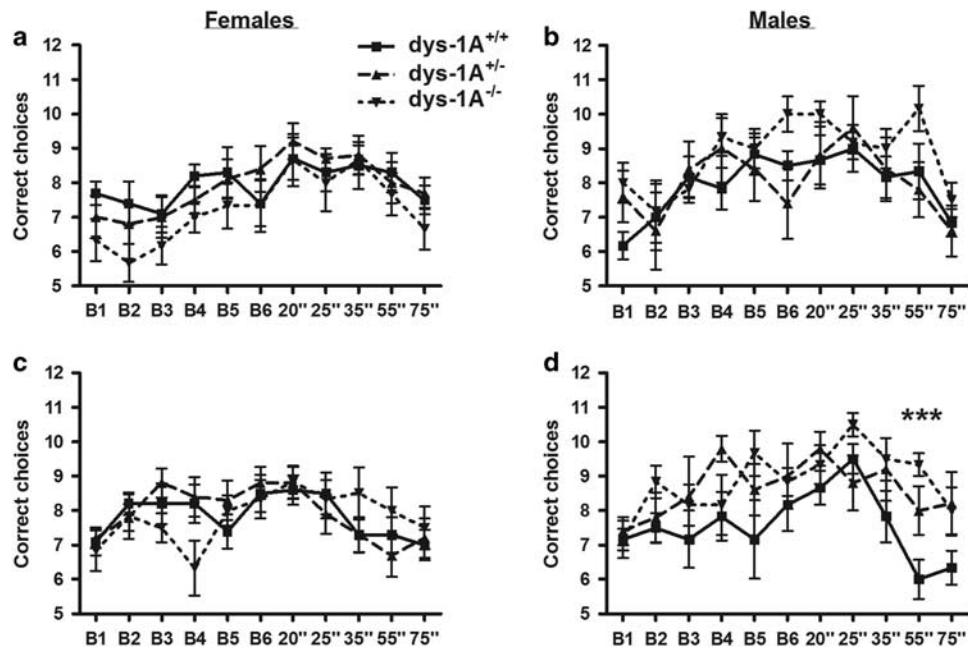 Females
Males
a
dys-1A+/+
dys-1A+/-
dys-1A-/-
12
11
10
9
8
7
6
5
Correct choices
B1 B2 B3 B4 B5 B6 20" 25" 35" 55" 75"
b
12
11
10
9
8
7
6
5
Correct choices
B1 B2 B3 B4 B5 B6 20" 25" 35" 55" 75"
c
12
11
10
9
8
7
6
5
Correct choices
B1 B2 B3 B4 B5 B6 20" 25" 35" 55" 75"
d
***
12
11
10
9
8
7
6
5
Correct choices
B1 B2 B3 B4 B5 B6 20" 25" 35" 55" 75"